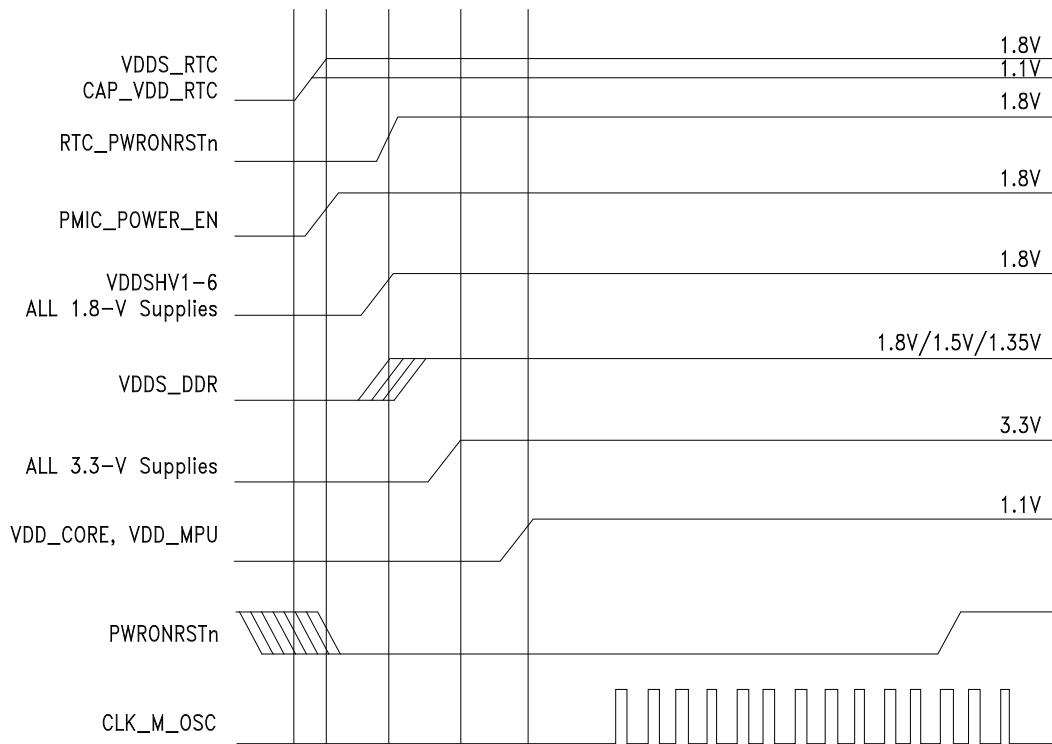 VDDS_RTC
1.8V
CAP_VDD_RTC
1.1V
RTC_PWRONRSTn
1.8V
PMIC_POWER_EN
1.8V
VDDSHV1-6
ALL 1.8-V Supplies
1.8V
VDDS_DDR
1.8V/1.5V/1.35V
ALL 3.3-V Supplies
3.3V
VDD_CORE, VDD_MPU
1.1V
PWRONRSTn
CLK_M_OSC